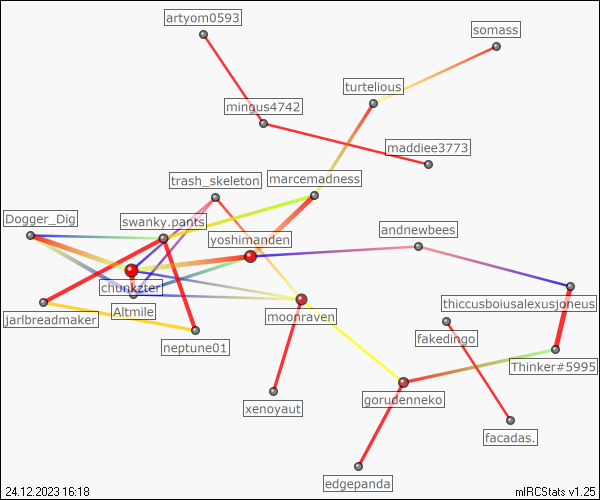 artyom0593
somass
turtelious
mingus4742
maddiee3773
trash_skeleton
marcemadness
Dogger_Dig
swanky.pants
yoshimanden
andnewbees
chunkzter
thiccusboiusalexusjoneus
Altmile
jarlbreadmaker
moonraven
fakedingo
neptune01
Thinker#5995
gorudenneko
xenoyaut
facadas.
edgepanda
24.12.2023 16:18
mIRCStats v1.25